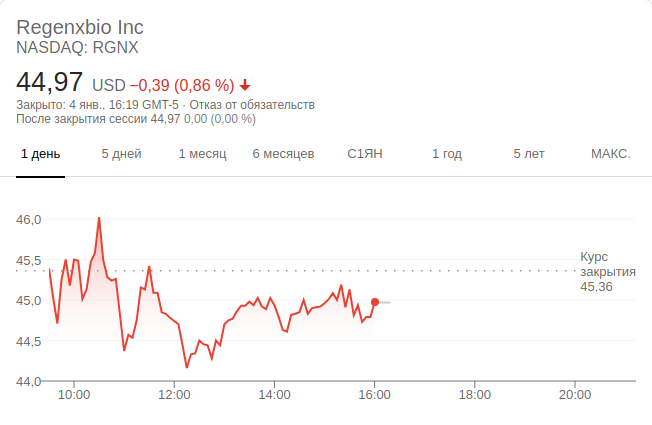 Regenxbio Inc
NASDAQ: RGNX
44,97 USD −0,39 (0,86 %)
Закрыто: 4 янв., 16:19 GMT-5 · Отказ от обязательств
После закрытия сессии 44,97 0,00 (0,00 %)
1 день 5 дней 1 месяц 6 месяцев С1ЯН 1 год 5 лет МАКС.
46,0
45,5
45,0
44,5
44,0
Курс
закрытия
45,36
10:00 12:00 14:00 16:00 18:00 20:00